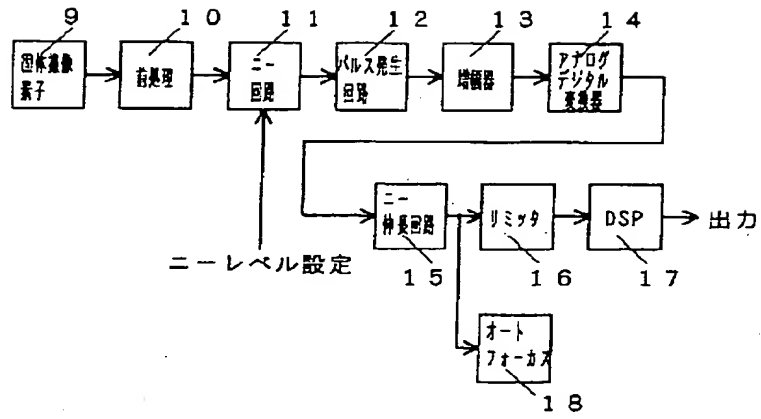 9
10
11
12
13
14
固体撮像
素子
前処理
ニー
回路
パルス発生
回路
増幅器
アナログ
デジタル
変換器
ニーレベル設定
ニー
伸長回路
リミッタ
DSP
出力
15
16
17
オート
フォーカス
18